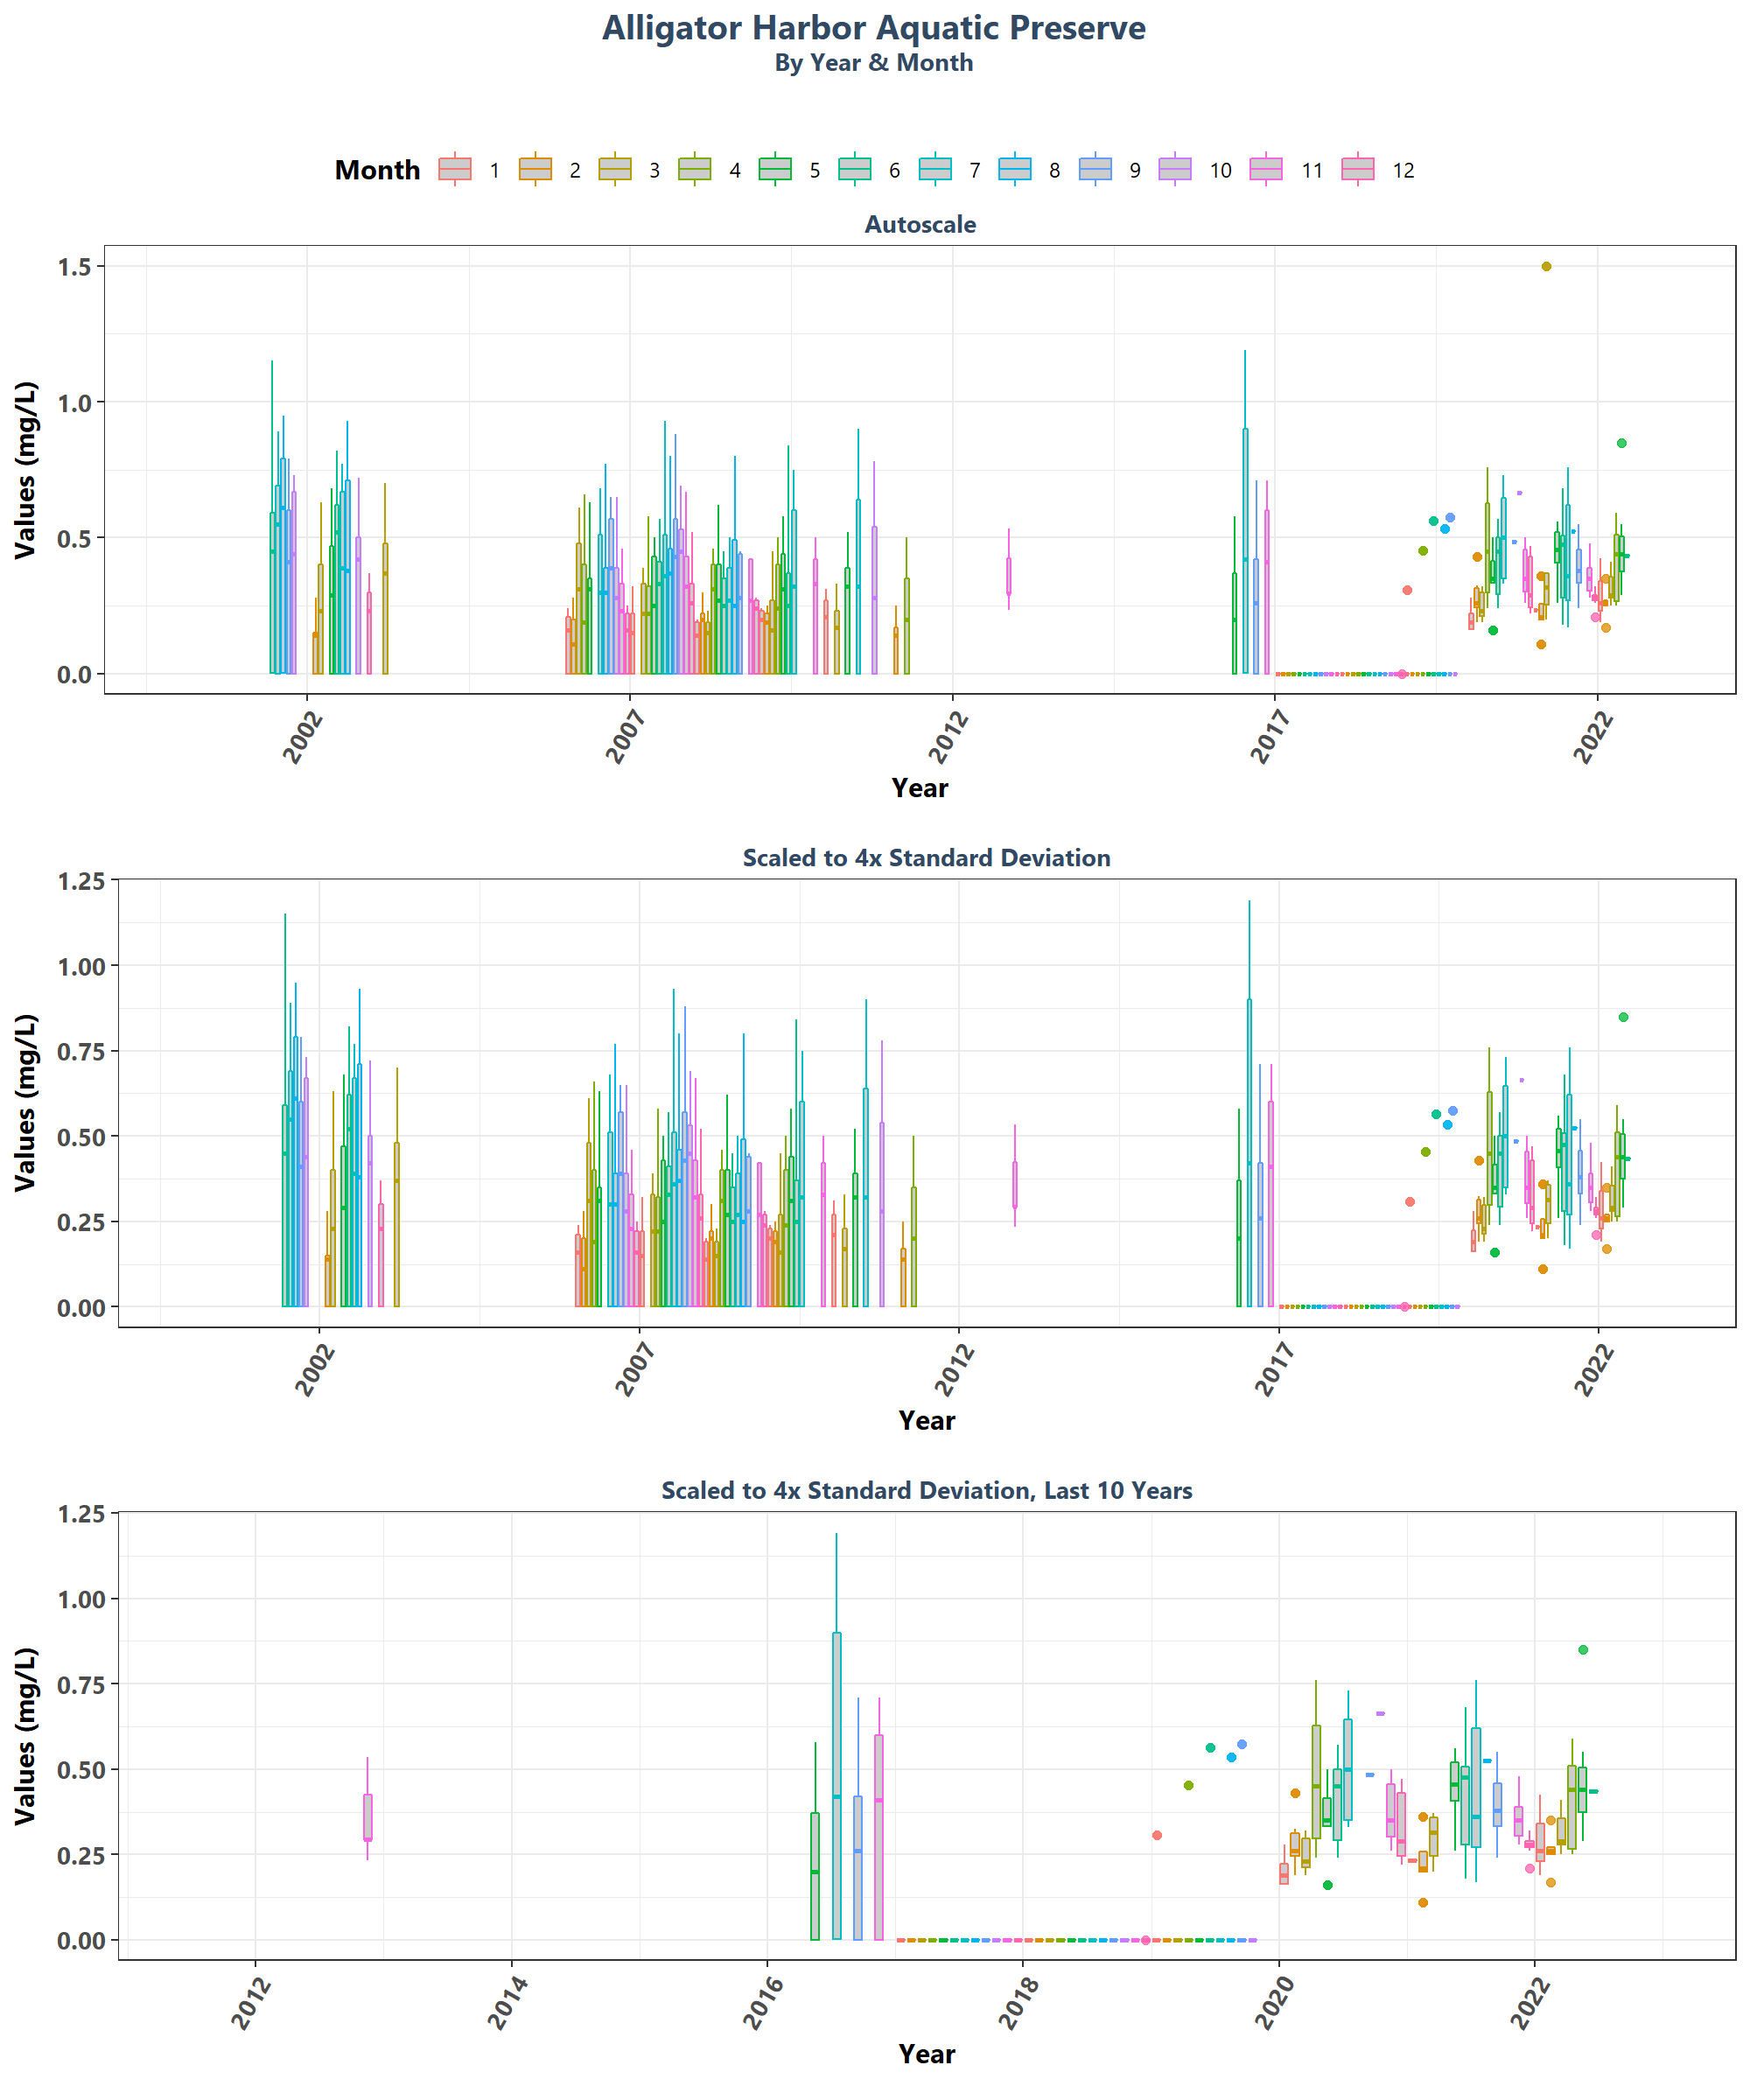 Alligator Harbor Aquatic Preserve
By Year & Month
Month 1 2 3 4 5 6 7 8 9 10 11 12
Autoscale
1.5
1.0
0.5
0.0
Values (mg/L)
2002 2007 2012 2017 2022
Year
Scaled to 4x Standard Deviation
1.25
1.00
0.75
0.50
0.25
0.00
Values (mg/L)
2002 2007 2012 2017 2022
Year
Scaled to 4x Standard Deviation, Last 10 Years
1.25
1.00
0.75
0.50
0.25
0.00
Values (mg/L)
2012 2014 2016 2018 2020 2022
Year